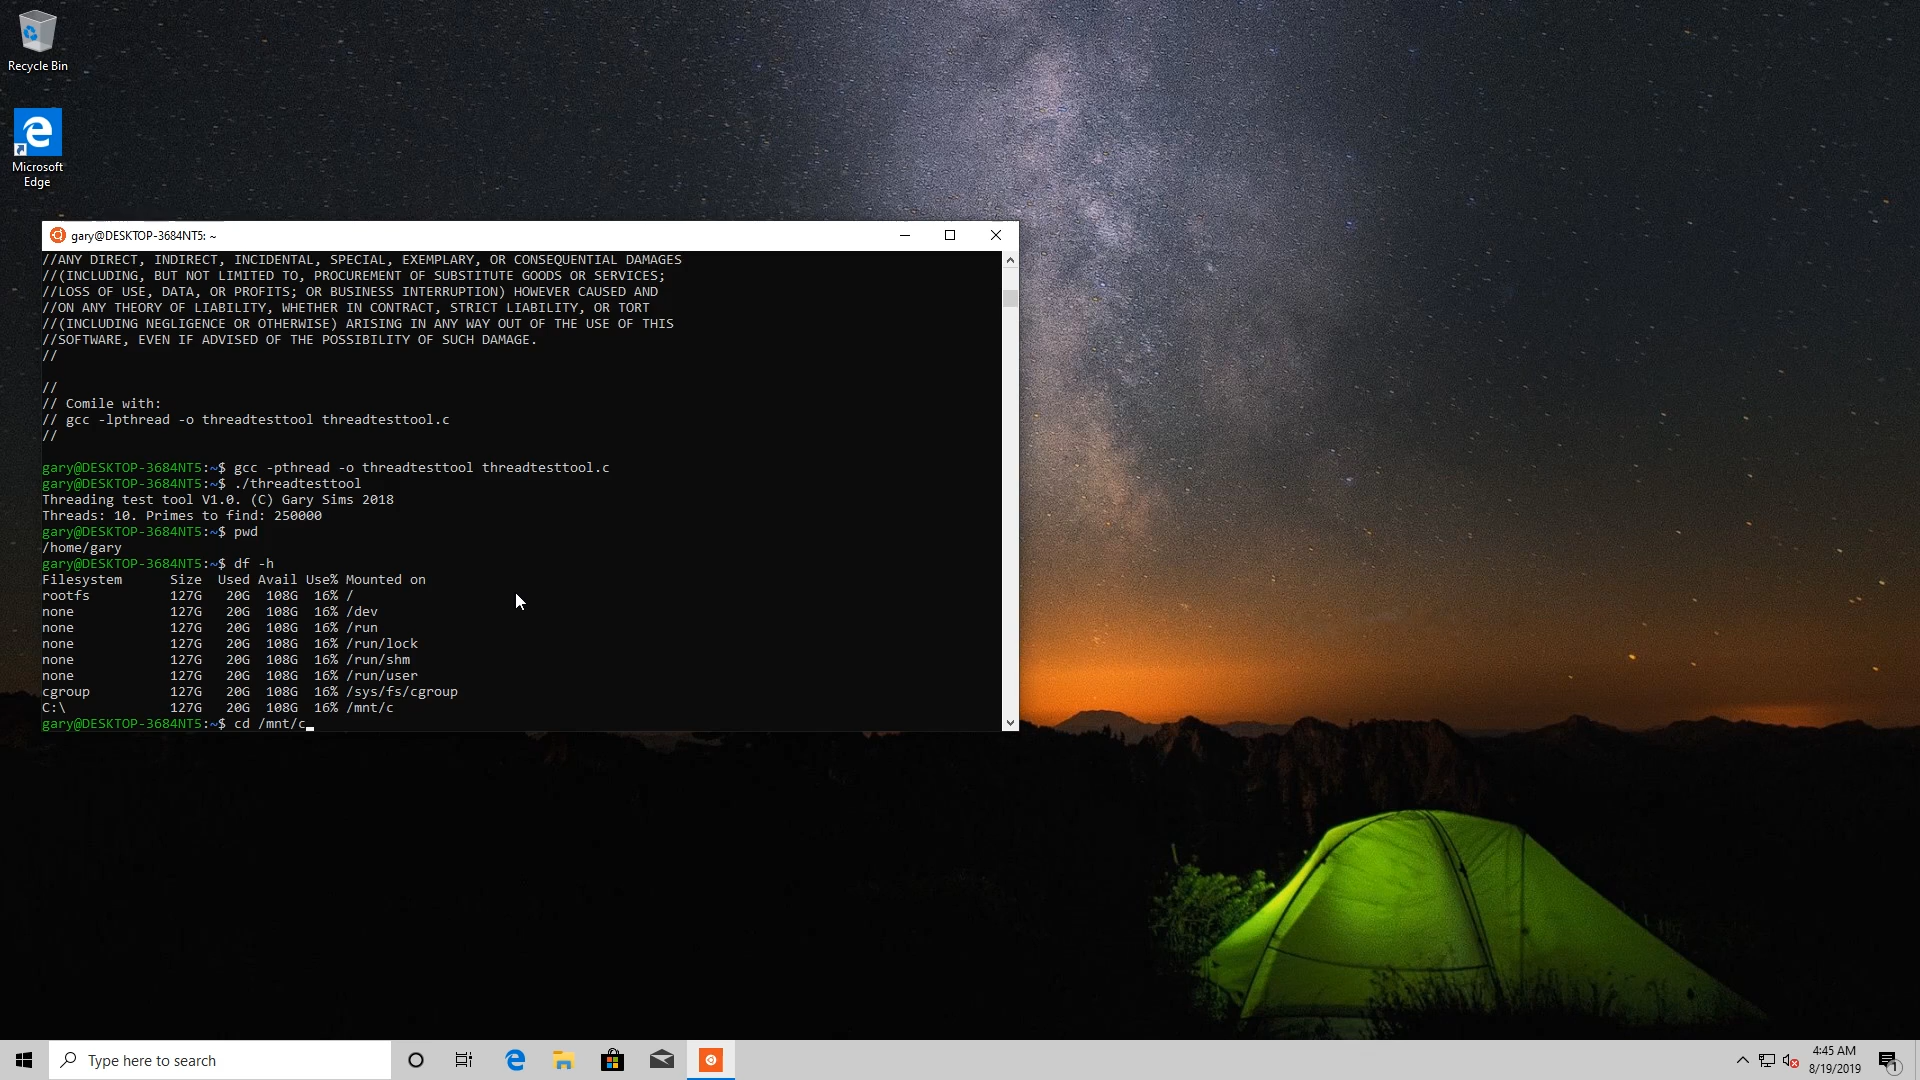 Recycle Bin
Microsoft
Edge
gary@DESKTOP-3684NT5: ~
//ANY DIRECT, INDIRECT, INCIDENTAL, SPECIAL, EXEMPLARY, OR CONSEQUENTIAL DAMAGES
//(INCLUDING, BUT NOT LIMITED TO, PROCUREMENT OF SUBSTITUTE GOODS OR SERVICES;
//LOSS OF USE, DATA, OR PROFITS; OR BUSINESS INTERRUPTION) HOWEVER CAUSED AND
//ON ANY THEORY OF LIABILITY, WHETHER IN CONTRACT, STRICT LIABILITY, OR TORT
//(INCLUDING NEGLIGENCE OR OTHERWISE) ARISING IN ANY WAY OUT OF THE USE OF THIS
//SOFTWARE, EVEN IF ADVISED OF THE POSSIBILITY OF SUCH DAMAGE.
//
//
// Comile with:
// gcc -lpthread -o threadtesttool threadtesttool.c
//
gary@DESKTOP-3684NT5:~$ gcc -pthread -o threadtesttool threadtesttool.c
gary@DESKTOP-3684NT5:~$ ./threadtesttool
Threading test tool V1.0. (C) Gary Sims 2018
Threads: 10. Primes to find: 250000
gary@DESKTOP-3684NT5:~$ pwd
/home/gary
gary@DESKTOP-3684NT5:~$ df -h
Filesystem      Size  Used Avail Use% Mounted on
rootfs          127G   20G  108G  16% /
none            127G   20G  108G  16% /dev
none            127G   20G  108G  16% /run
none            127G   20G  108G  16% /run/lock
none            127G   20G  108G  16% /run/shm
none            127G   20G  108G  16% /run/user
cgroup          127G   20G  108G  16% /sys/fs/cgroup
C:\             127G   20G  108G  16% /mnt/c
gary@DESKTOP-3684NT5:~$ cd /mnt/c
Type here to search
4:45 AM
8/19/2019
1